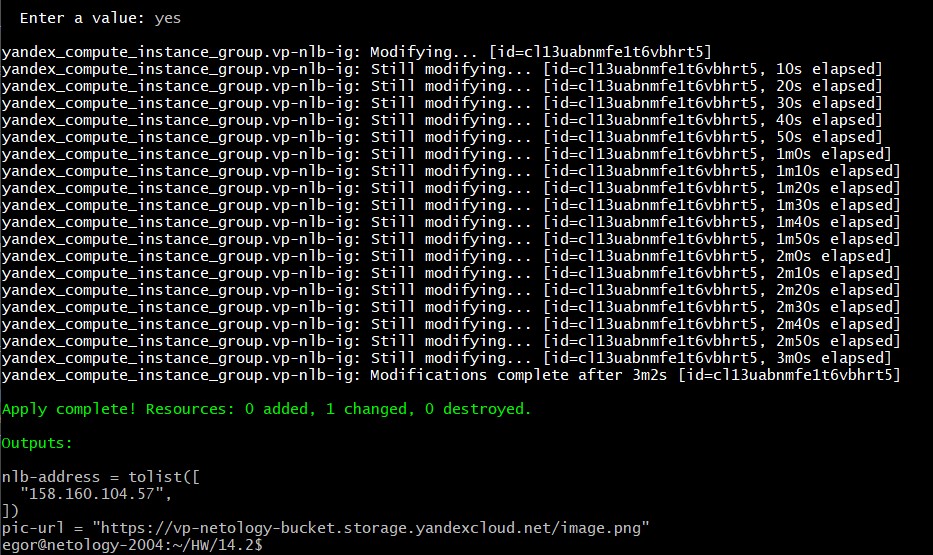 Enter a value: yes
yandex_compute_instance_group.vp-nlb-ig: Modifying... [id=cl13uabnmfe1t6vbhrt5]
yandex_compute_instance_group.vp-nlb-ig: Still modifying... [id=cl13uabnmfe1t6vbhrt5, 10s elapsed]
yandex_compute_instance_group.vp-nlb-ig: Still modifying... [id=cl13uabnmfe1t6vbhrt5, 20s elapsed]
yandex_compute_instance_group.vp-nlb-ig: Still modifying... [id=cl13uabnmfe1t6vbhrt5, 30s elapsed]
yandex_compute_instance_group.vp-nlb-ig: Still modifying... [id=cl13uabnmfe1t6vbhrt5, 40s elapsed]
yandex_compute_instance_group.vp-nlb-ig: Still modifying... [id=cl13uabnmfe1t6vbhrt5, 50s elapsed]
yandex_compute_instance_group.vp-nlb-ig: Still modifying... [id=cl13uabnmfe1t6vbhrt5, 1m0s elapsed]
yandex_compute_instance_group.vp-nlb-ig: Still modifying... [id=cl13uabnmfe1t6vbhrt5, 1m10s elapsed]
yandex_compute_instance_group.vp-nlb-ig: Still modifying... [id=cl13uabnmfe1t6vbhrt5, 1m20s elapsed]
yandex_compute_instance_group.vp-nlb-ig: Still modifying... [id=cl13uabnmfe1t6vbhrt5, 1m30s elapsed]
yandex_compute_instance_group.vp-nlb-ig: Still modifying... [id=cl13uabnmfe1t6vbhrt5, 1m40s elapsed]
yandex_compute_instance_group.vp-nlb-ig: Still modifying... [id=cl13uabnmfe1t6vbhrt5, 1m50s elapsed]
yandex_compute_instance_group.vp-nlb-ig: Still modifying... [id=cl13uabnmfe1t6vbhrt5, 2m0s elapsed]
yandex_compute_instance_group.vp-nlb-ig: Still modifying... [id=cl13uabnmfe1t6vbhrt5, 2m10s elapsed]
yandex_compute_instance_group.vp-nlb-ig: Still modifying... [id=cl13uabnmfe1t6vbhrt5, 2m20s elapsed]
yandex_compute_instance_group.vp-nlb-ig: Still modifying... [id=cl13uabnmfe1t6vbhrt5, 2m30s elapsed]
yandex_compute_instance_group.vp-nlb-ig: Still modifying... [id=cl13uabnmfe1t6vbhrt5, 2m40s elapsed]
yandex_compute_instance_group.vp-nlb-ig: Still modifying... [id=cl13uabnmfe1t6vbhrt5, 2m50s elapsed]
yandex_compute_instance_group.vp-nlb-ig: Still modifying... [id=cl13uabnmfe1t6vbhrt5, 3m0s elapsed]
yandex_compute_instance_group.vp-nlb-ig: Modifications complete after 3m2s [id=cl13uabnmfe1t6vbhrt5]
Apply complete! Resources: 0 added, 1 changed, 0 destroyed.
Outputs:
nlb-address = tolist([
"158.160.104.57",
])
pic-url = "https://vp-netology-bucket.storage.yandexcloud.net/image.png"
egor@netology-2004:~/HW/14.2$